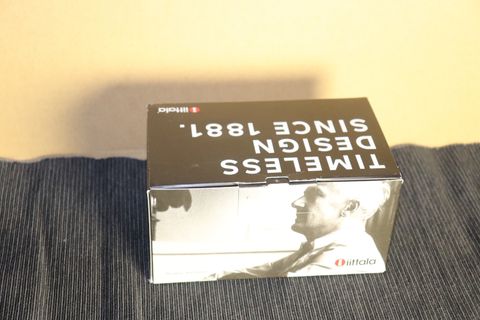 TIMELESS
DESIGN
SINCE 1881.
iittala
iittala